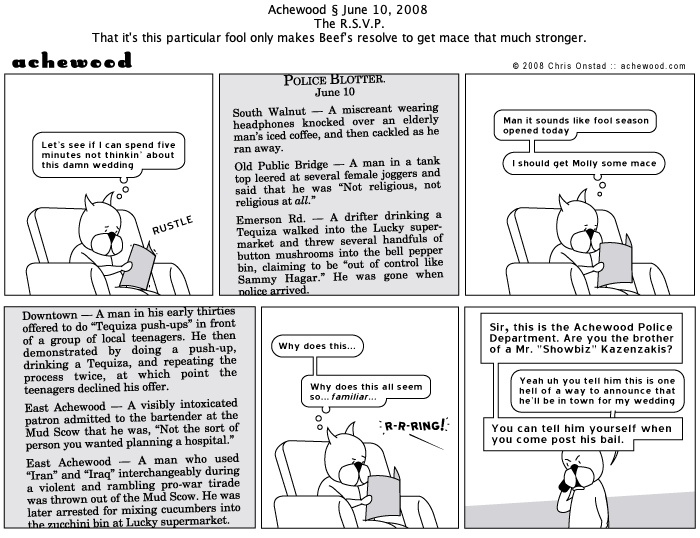 Achewood § June 10, 2008
The R.S.V.P.
That it's this particular fool only makes Beef's resolve to get mace that much stronger.
achewood
© 2008 Chris Onstad :: achewood.com
Let's see if I can spend five
minutes not thinkin' about
this damn wedding
RUSTLE
POLICE BLOTTER.
June 10
South Walnut — A miscreant wearing
headphones knocked over an elderly
man's iced coffee, and then cackled as he
ran away.
Old Public Bridge — A man in a tank
top leered at several female joggers and
said that he was "Not religious, not
religious at all."
Emerson Rd. — A drifter drinking a
Tequiza walked into the Lucky super-
market and threw several handfuls of
button mushrooms into the bell pepper
bin, claiming to be "out of control like
Sammy Hagar." He was gone when
police arrived.
Man it sounds like fool season
opened today
I should get Molly some mace
Downtown — A man in his early thirties
offered to do "Tequiza push-ups" in front
of a group of local teenagers. He then
demonstrated by doing a push-up,
drinking a Tequiza, and repeating the
process twice, at which point the
teenagers declined his offer.
East Achewood — A visibly intoxicated
patron admitted to the bartender at the
Mud Scow that he was, "Not the sort of
person you wanted planning a hospital."
East Achewood — A man who used
"Iran" and "Iraq" interchangeably during
a violent and rambling pro-war tirade
was thrown out of the Mud Scow. He was
later arrested for mixing cucumbers into
the zucchini bin at Lucky supermarket.
Why does this...
Why does this all seem
so... familiar...
R-R-RING!
Sir, this is the Achewood Police
Department. Are you the brother
of a Mr. "Showbiz" Kazenzakis?
Yeah uh you tell him this is one
hell of a way to announce that
he'll be in town for my wedding
You can tell him yourself when
you come post his bail.